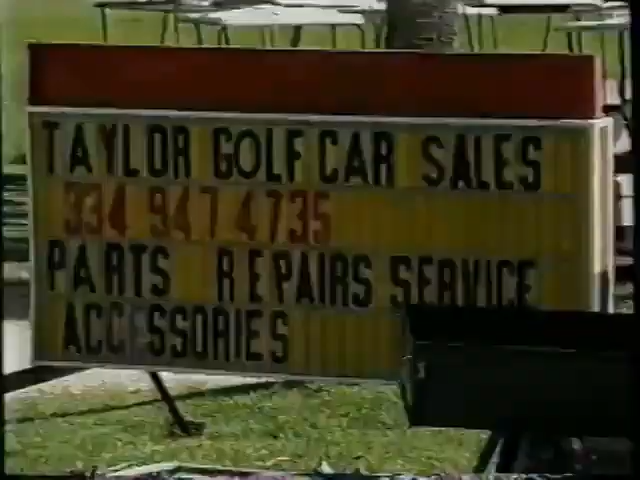 TAYLOR GOLF CAR SALES
334 947 4735
PARTS REPAIRS SERVICE
ACCESSORIES